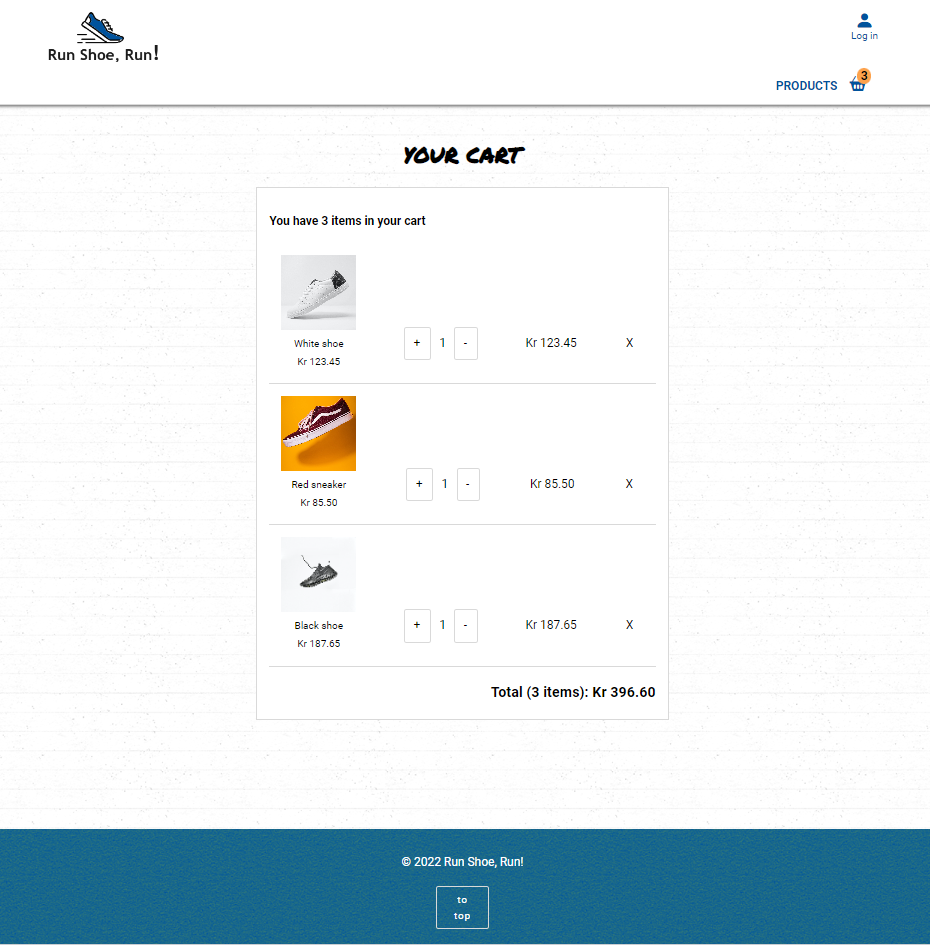 Run Shoe, Run!
Log in
PRODUCTS
3
YOUR CART
You have 3 items in your cart
White shoe
Kr 123.45
+ 1 - Kr 123.45 X
Red sneaker
Kr 85.50
+ 1 - Kr 85.50 X
Black shoe
Kr 187.65
+ 1 - Kr 187.65 X
Total (3 items): Kr 396.60
© 2022 Run Shoe, Run!
to
top